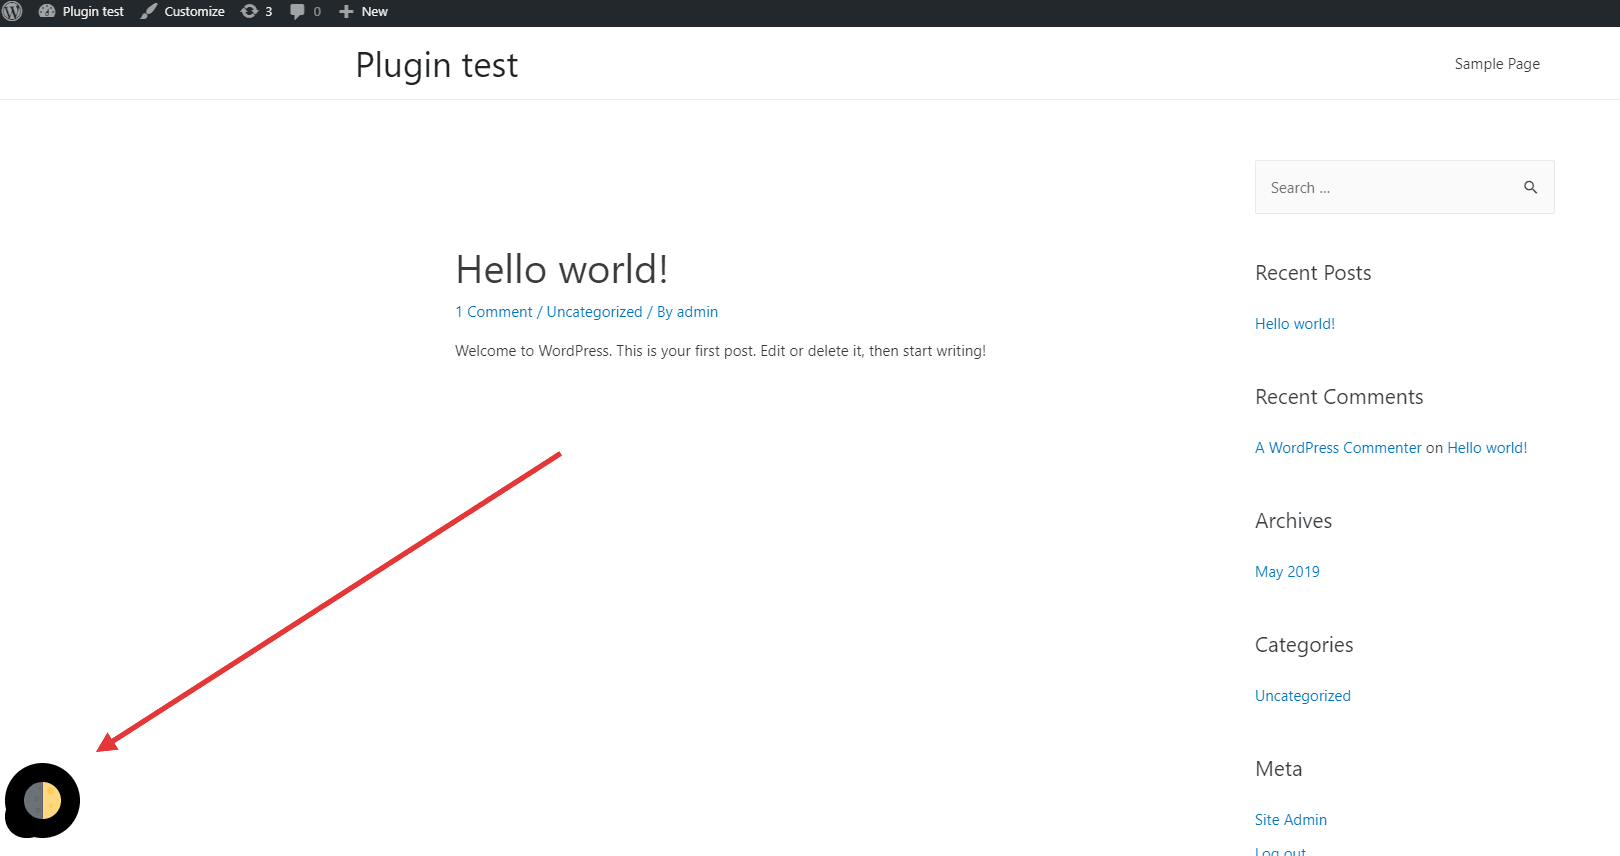 Plugin test Customize 3 0 New
Plugin test
Sample Page
Search ...
Hello world!
1 Comment / Uncategorized / By admin
Welcome to WordPress. This is your first post. Edit or delete it, then start writing!
Recent Posts
Hello world!
Recent Comments
A WordPress Commenter on Hello world!
Archives
May 2019
Categories
Uncategorized
Meta
Site Admin
Log out